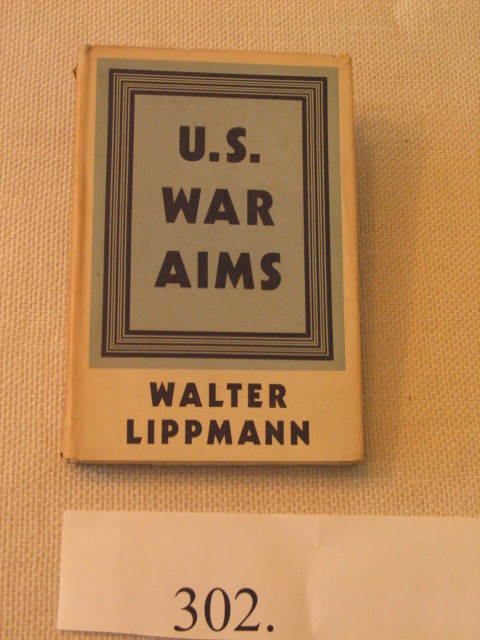 U.S.
WAR
AIMS
WALTER
LIPPMANN
302.